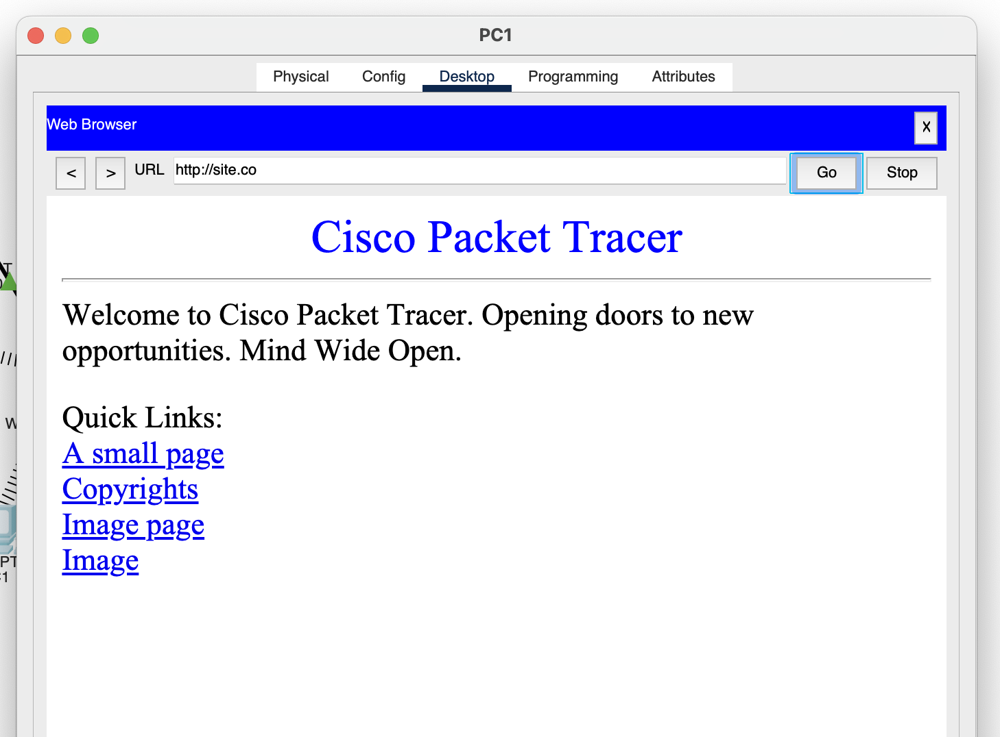 PC1
Physical Config Desktop Programming Attributes
Web Browser
X
< > URL http://site.co Go Stop
Cisco Packet Tracer
Welcome to Cisco Packet Tracer. Opening doors to new
opportunities. Mind Wide Open.
Quick Links:
A small page
Copyrights
Image page
Image
T
W
PT